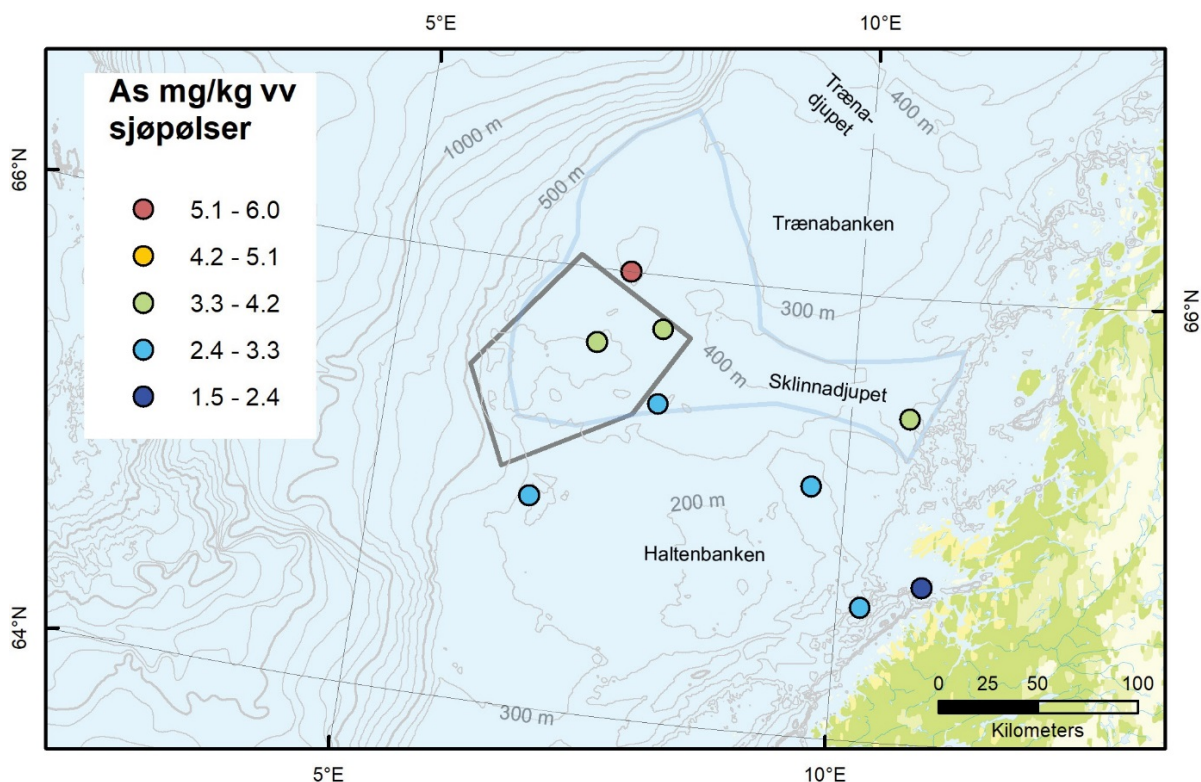 5°E
10°E
As mg/kg vv
sjøpølser
5.1 - 6.0
4.2 - 5.1
3.3 - 4.2
2.4 - 3.3
1.5 - 2.4
66°N
1000 m
500 m
Træna-
djupet
400 m
Trænabanken
66°N
300 m
400 m
Sklinnadjupet
200 m
Haltenbanken
64°N
300 m
0 25 50 100
Kilometers
5°E
10°E